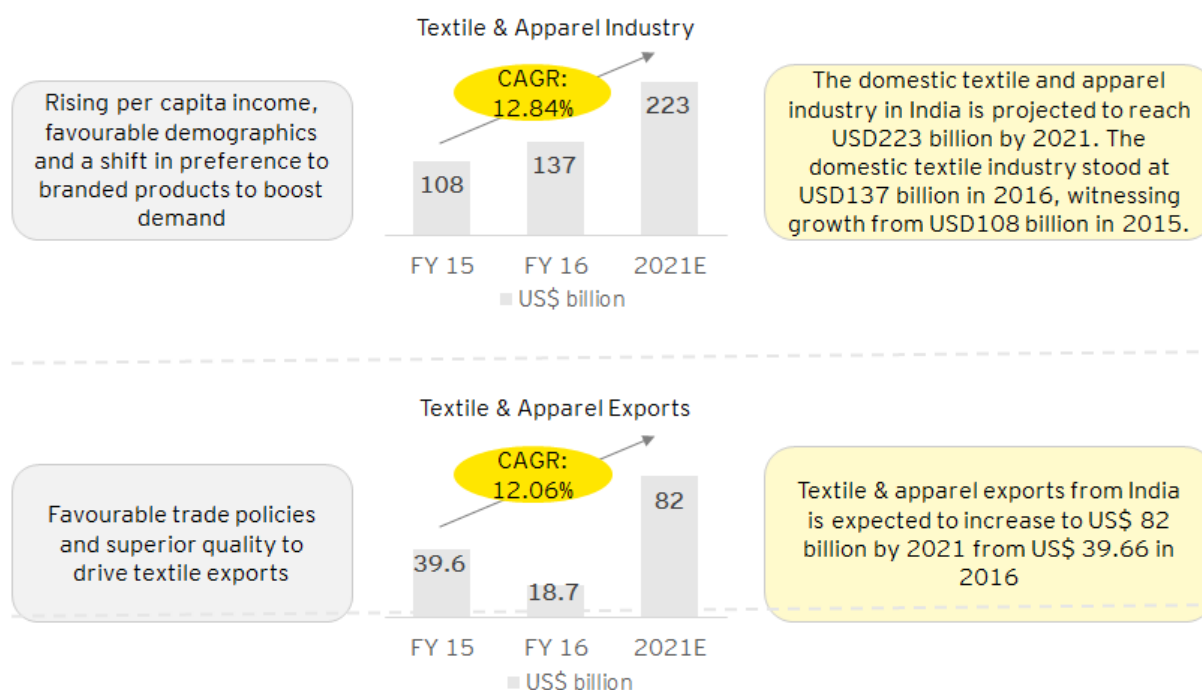 Textile & Apparel Industry
Rising per capita income,
favourable demographics
and a shift in preference to
branded products to boost
demand
CAGR:
12.84%
108
137
223
FY 15
FY 16
2021E
US$ billion
The domestic textile and apparel
industry in India is projected to reach
USD223 billion by 2021. The
domestic textile industry stood at
USD137 billion in 2016, witnessing
growth from USD108 billion in 2015.
Textile & Apparel Exports
Favourable trade policies
and superior quality to
drive textile exports
CAGR:
12.06%
39.6
18.7
82
FY 15
FY 16
2021E
US$ billion
Textile & apparel exports from India
is expected to increase to US$ 82
billion by 2021 from US$ 39.66 in
2016